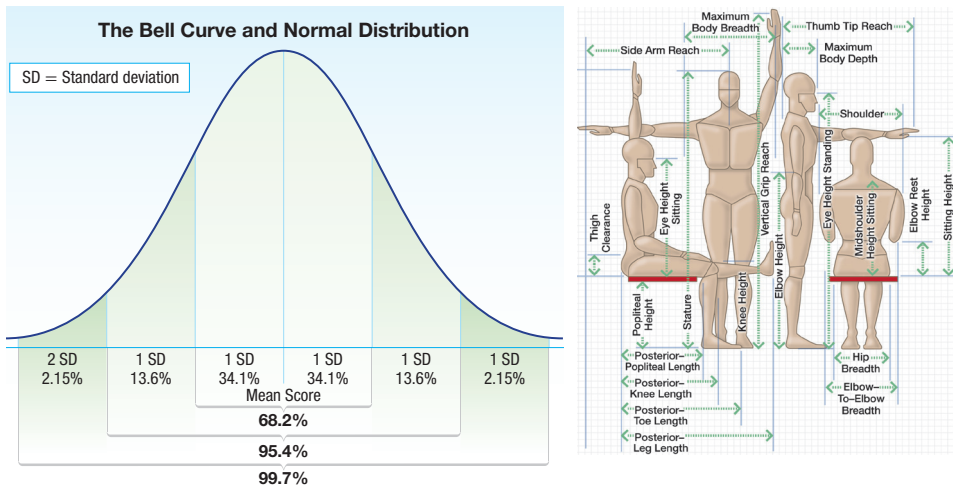 The Bell Curve and Normal Distribution
SD = Standard deviation
2 SD
2.15%
1 SD
13.6%
1 SD
34.1%
1 SD
34.1%
1 SD
13.6%
1 SD
2.15%
Mean Score
68.2%
95.4%
99.7%
Maximum
Body Breadth
Thumb Tip Reach
Side Arm Reach
Maximum
Body Depth
Shoulder
Thigh
Clearance
Eye Height
Sitting
Vertical Grip Reach
Eye Height Standing
Midshoulder
Height Sitting
Elbow Rest
Height
Sitting Height
Popliteal
Height
Stature
Knee Height
Elbow Height
Posterior–
Popliteal Length
Posterior–
Knee Length
Posterior–
Toe Length
Posterior–
Leg Length
Hip
Breadth
Elbow–
To–Elbow
Breadth